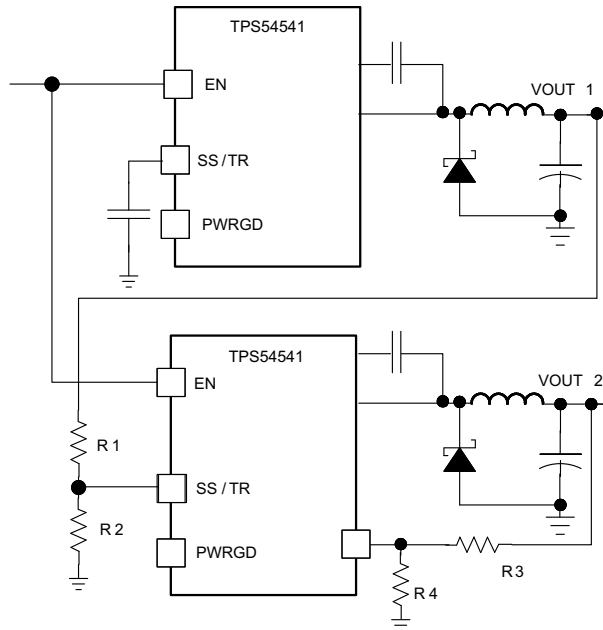 TPS54541
EN
VOUT 1
SS/TR
PWRGD
TPS54541
EN
VOUT 2
R1
SS / TR
R2
PWRGD
R3
R4